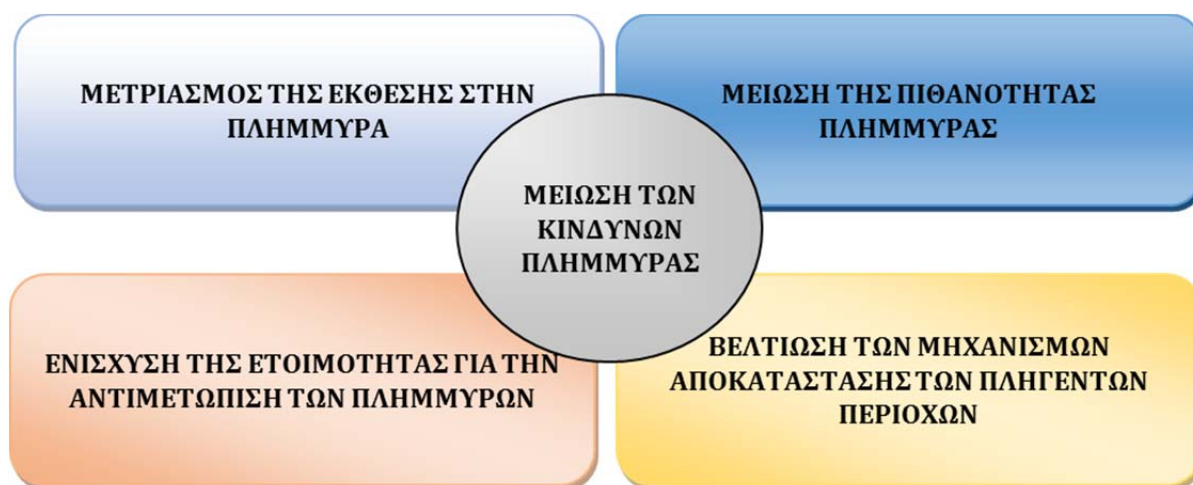 ΜΕΤΡΙΑΣΜΟΣ ΤΗΣ ΕΚΘΕΣΗΣ ΣΤΗΝ
ΠΛΗΜΜΥΡΑ
ΜΕΙΩΣΗ ΤΗΣ ΠΙΘΑΝΟΤΗΤΑΣ
ΠΛΗΜΜΥΡΑΣ
ΜΕΙΩΣΗ ΤΩΝ
ΚΙΝΔΥΝΩΝ
ΠΛΗΜΜΥΡΑΣ
ΕΝΙΣΧΥΣΗ ΤΗΣ ΕΤΟΙΜΟΤΗΤΑΣ ΓΙΑ ΤΗΝ
ΑΝΤΙΜΕΤΩΠΙΣΗ ΤΩΝ ΠΛΗΜΜΥΡΩΝ
ΒΕΛΤΙΩΣΗ ΤΩΝ ΜΗΧΑΝΙΣΜΩΝ
ΑΠΟΚΑΤΑΣΤΑΣΗΣ ΤΩΝ ΠΛΗΓΕΝΤΩΝ
ΠΕΡΙΟΧΩΝ